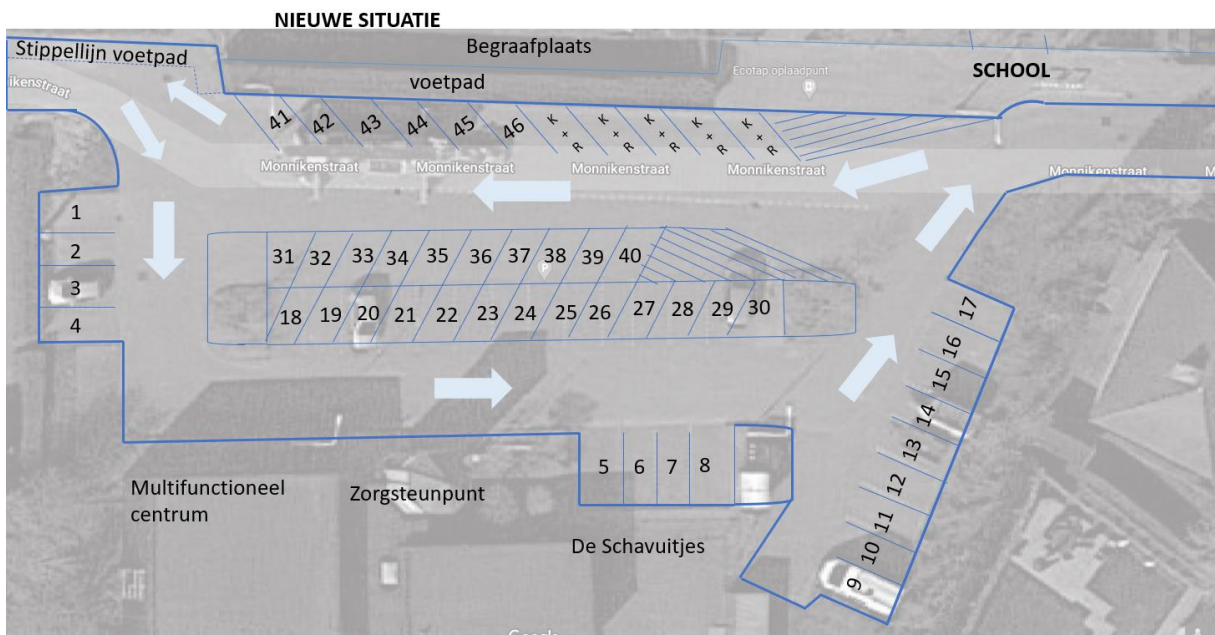 NIEUWE SITUATIE
Stippellijn voetpad
Begraafplaats
voetpad
Ecotap oplaadpunt
SCHOOL
ikenstraat
41 42 43 44 45 46 K + R K + R K + R K + R K + R
Monnikenstraat Monnikenstraat Monnikenstraat Monnikenstraat Monnikenstraat M
1
2
3
4
31 32 33 34 35 36 37 38 39 40
P
18 19 20 21 22 23 24 25 26 27 28 29 30
17
16
15
14
13
12
11
10
9
5 6 7 8
Multifunctioneel
centrum
Zorgsteunpunt
De Schavuitjes